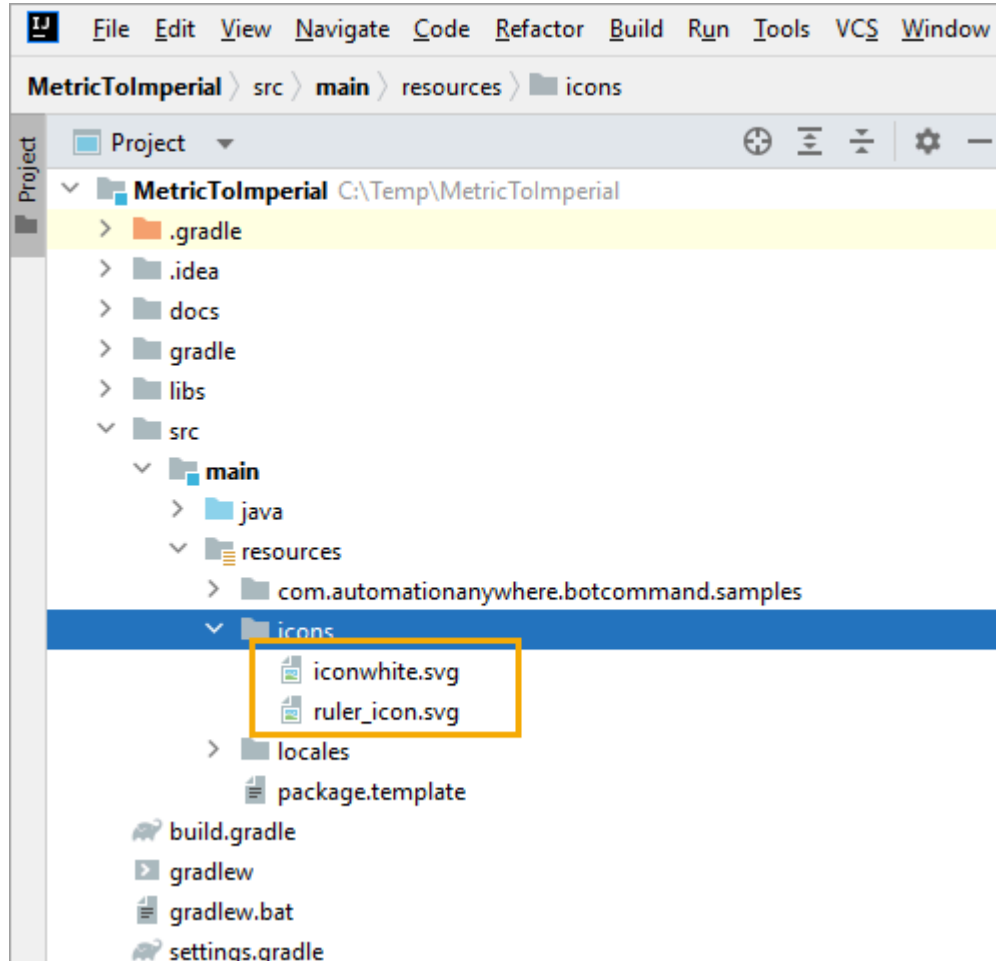 IJ File Edit View Navigate Code Refactor Build Run Tools VCS Window
MetricToImperial src main resources icons
Project
Project
MetricToImperial C:\Temp\MetricToImperial
.gradle
.idea
docs
gradle
libs
src
main
java
resources
com.automationanywhere.botcommand.samples
icons
iconwhite.svg
ruler_icon.svg
locales
package.template
build.gradle
gradlew
gradlew.bat
settings.gradle